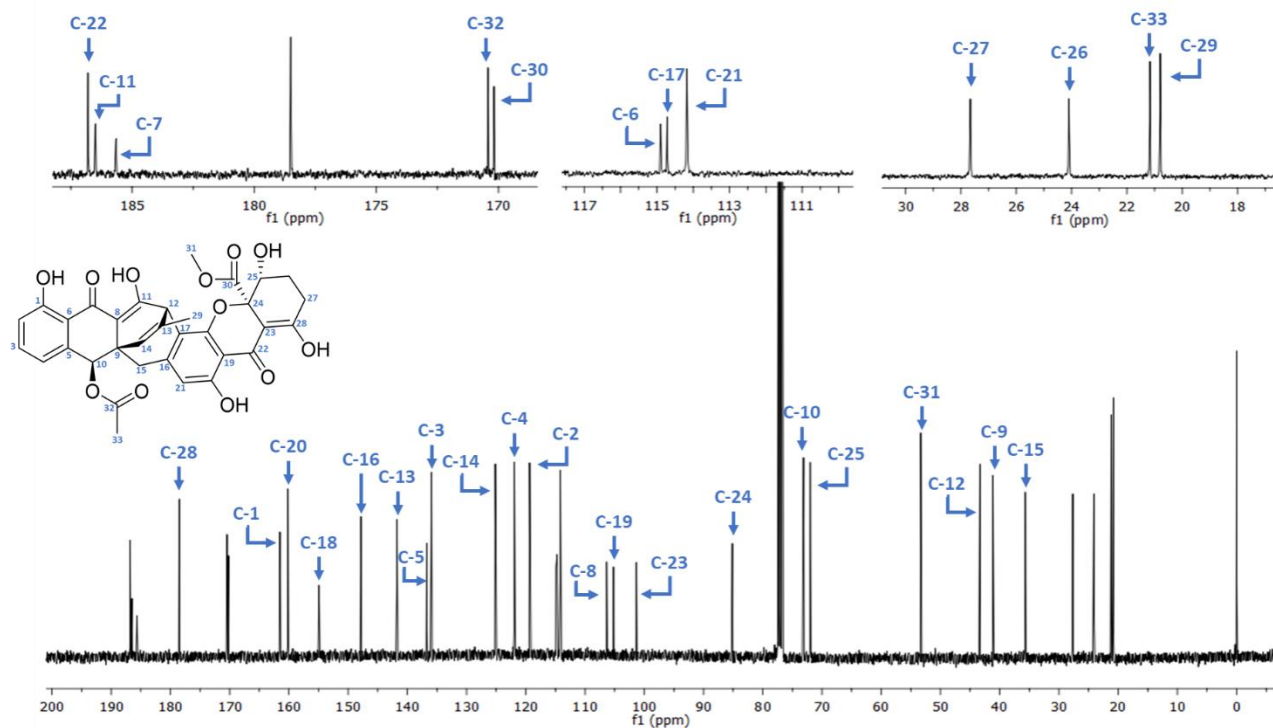 C-22
C-11
C-7
C-32
C-30
185 180 175 170
f1 (ppm)
C-6
C-17
C-21
117 115 113 111
f1 (ppm)
C-27
C-26
C-33
C-29
30 28 26 24 22 20 18
f1 (ppm)
31
O
O
30
OH
25
24
27
23
28
OH
OH
1
O
HO
11
6
8
12
29
13
17
O
22
O
3
5
9
14
10
15
16
19
21
OH
O
O
32
33
C-28
C-1
C-20
C-18
C-16
C-13
C-5
C-3
C-14
C-4
C-2
C-8
C-19
C-23
C-24
C-10
C-25
C-31
C-12
C-9
C-15
200 190 180 170 160 150 140 130 120 110 100 90 80 70 60 50 40 30 20 10 0
f1 (ppm)